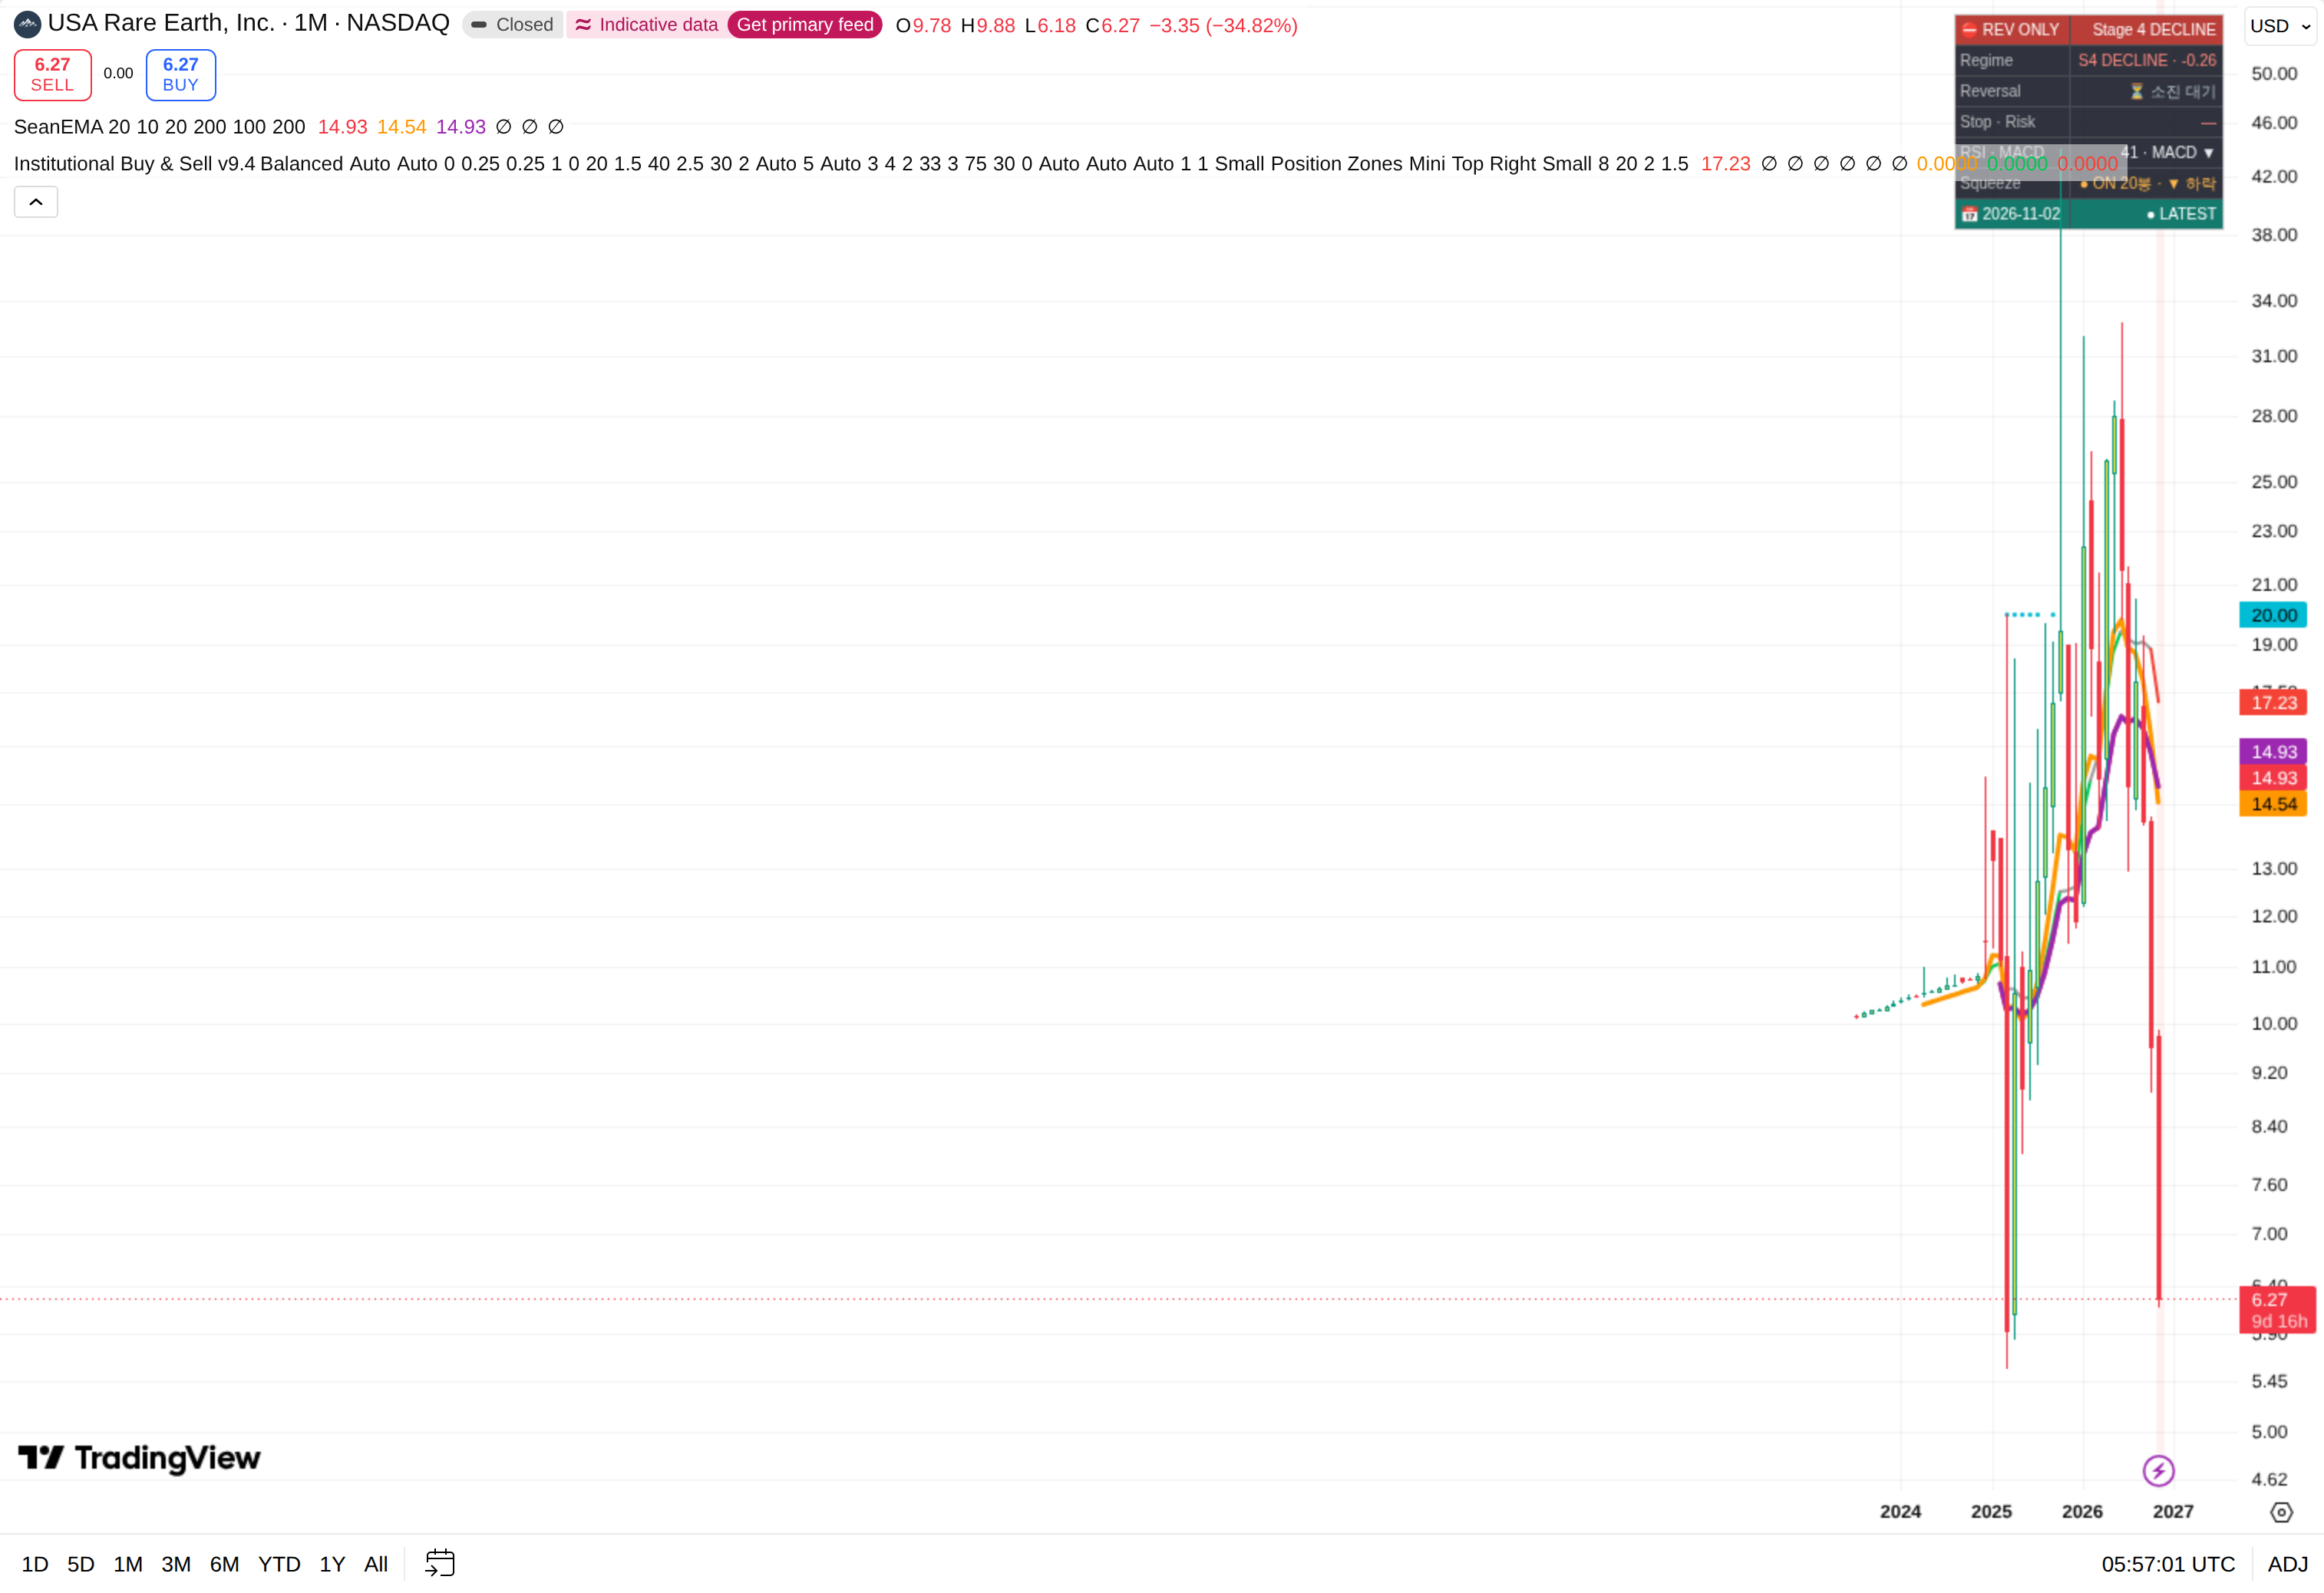 USA Rare Earth, Inc. · 1M · NASDAQ Closed Indicative data Get primary feed O9.78 H9.88 L6.18 C6.27 −3.35 (−34.82%)
6.27 SELL 0.00 6.27 BUY
SeanEMA 20 10 20 200 100 200 14.93 14.54 14.93 ∅ ∅ ∅
Institutional Buy & Sell v9.4 Balanced Auto Auto 0 0.25 0.25 1 0 20 1.5 40 2.5 30 2 Auto 5 Auto 3 4 2 33 3 75 30 0 Auto Auto Auto 1 1 Small Position Zones Mini Top Right Small 8 20 2 1.5 17.23 ∅ ∅ ∅ ∅ ∅ ∅ 0.0000 0.0000 0.0000
⛔ REV ONLY Stage 4 DECLINE
Regime S4 DECLINE · -0.26
Reversal ⏳ 소진 대기
Stop · Risk —
RSI · MACD 41 · MACD ▼
Squeeze ● ON 20봉 · ▼ 하락
📅 2026-11-02 ● LATEST
USD
50.00
46.00
42.00
38.00
34.00
31.00
28.00
25.00
23.00
21.00
20.00
19.00
17.23
14.93
14.93
14.54
13.00
12.00
11.00
10.00
9.20
8.40
7.60
7.00
6.27
9d 16h
5.45
5.00
4.62
TradingView
2024 2025 2026 2027
1D 5D 1M 3M 6M YTD 1Y All 05:57:01 UTC ADJ